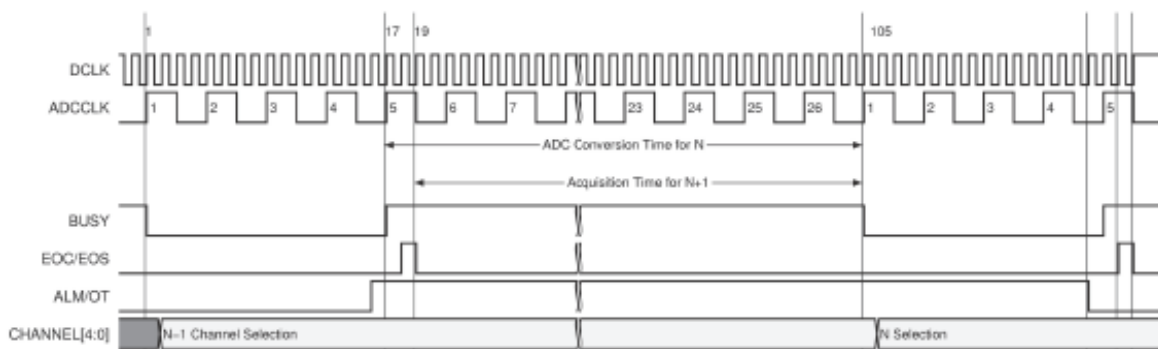 1 17 19 105
DCLK
ADCCLK 1 2 3 4 5 6 7 23 24 25 26 1 2 3 4 5
ADC Conversion Time for N
Acquisition Time for N+1
BUSY
EOC/EOS
ALM/OT
CHANNEL[4:0] N-1 Channel Selection N Selection